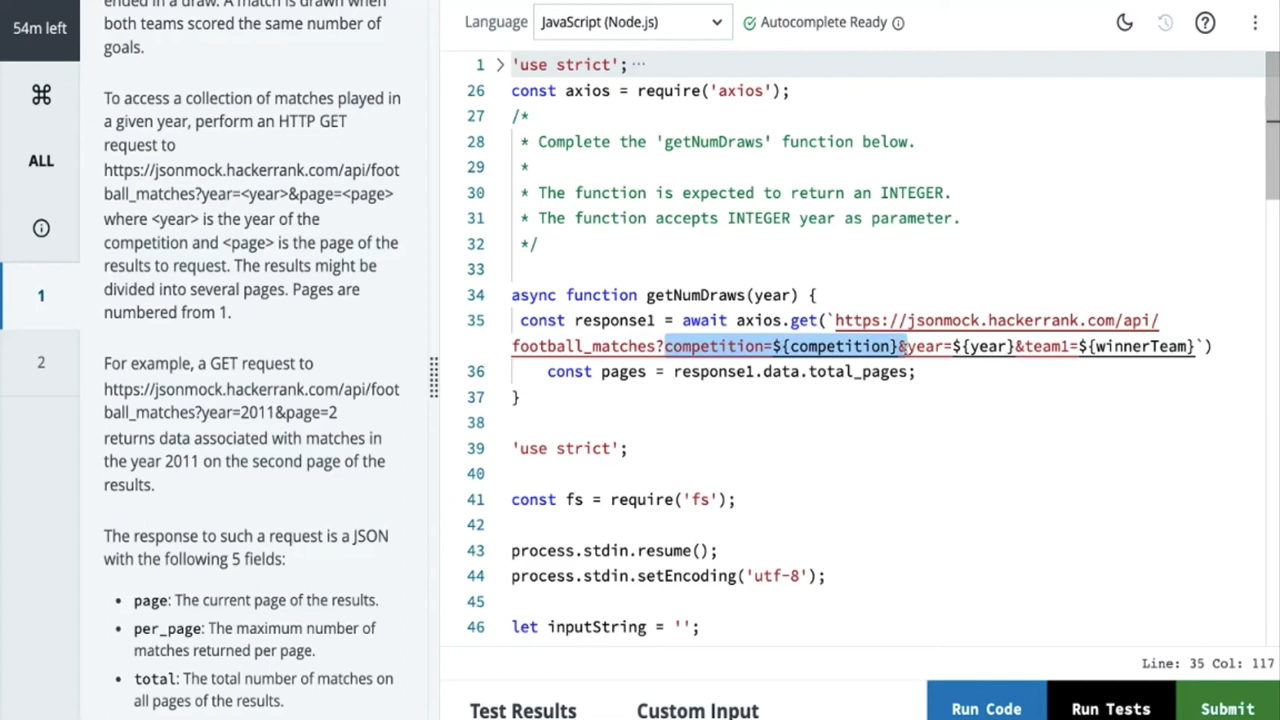 54m left
ALL
1
2
ended in a draw. A match is drawn when
both teams scored the same number of
goals.
To access a collection of matches played in
a given year, perform an HTTP GET
request to
https://jsonmock.hackerrank.com/api/foot
ball_matches?year=<year>&page=<page>
where <year> is the year of the
competition and <page> is the page of the
results to request. The results might be
divided into several pages. Pages are
numbered from 1.
For example, a GET request to
https://jsonmock.hackerrank.com/api/foot
ball_matches?year=2011&page=2
returns data associated with matches in
the year 2011 on the second page of the
results.
The response to such a request is a JSON
with the following 5 fields:
• page: The current page of the results.
• per_page: The maximum number of
matches returned per page.
• total: The total number of matches on
all pages of the results.
Language JavaScript (Node.js) Autocomplete Ready
1 'use strict'; ···
26 const axios = require('axios');
27 /*
28 * Complete the 'getNumDraws' function below.
29 *
30 * The function is expected to return an INTEGER.
31 * The function accepts INTEGER year as parameter.
32 */
33
34 async function getNumDraws(year) {
35 const response1 = await axios.get(`https://jsonmock.hackerrank.com/api/
football_matches?competition=${competition}&year=${year}&team1=${winnerTeam}`)
36 const pages = response1.data.total_pages;
37 }
38
39 'use strict';
40
41 const fs = require('fs');
42
43 process.stdin.resume();
44 process.stdin.setEncoding('utf-8');
45
46 let inputString = '';
Line: 35 Col: 117
Test Results Custom Input Run Code Run Tests Submit